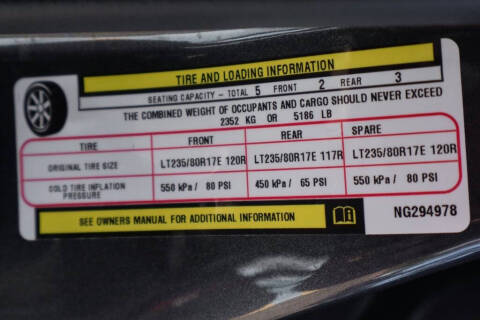 TIRE AND LOADING INFORMATION
SEATING CAPACITY - TOTAL 5 FRONT 2 REAR 3
THE COMBINED WEIGHT OF OCCUPANTS AND CARGO SHOULD NEVER EXCEED
2352 KG OR 5186 LB
TIRE FRONT REAR SPARE
ORIGINAL TIRE SIZE LT235/80R17E 120R LT235/80R17E 117R LT235/80R17E 120R
COLD TIRE INFLATION PRESSURE 550 kPa / 80 PSI 450 kPa / 65 PSI 550 kPa / 80 PSI
SEE OWNERS MANUAL FOR ADDITIONAL INFORMATION NG294978